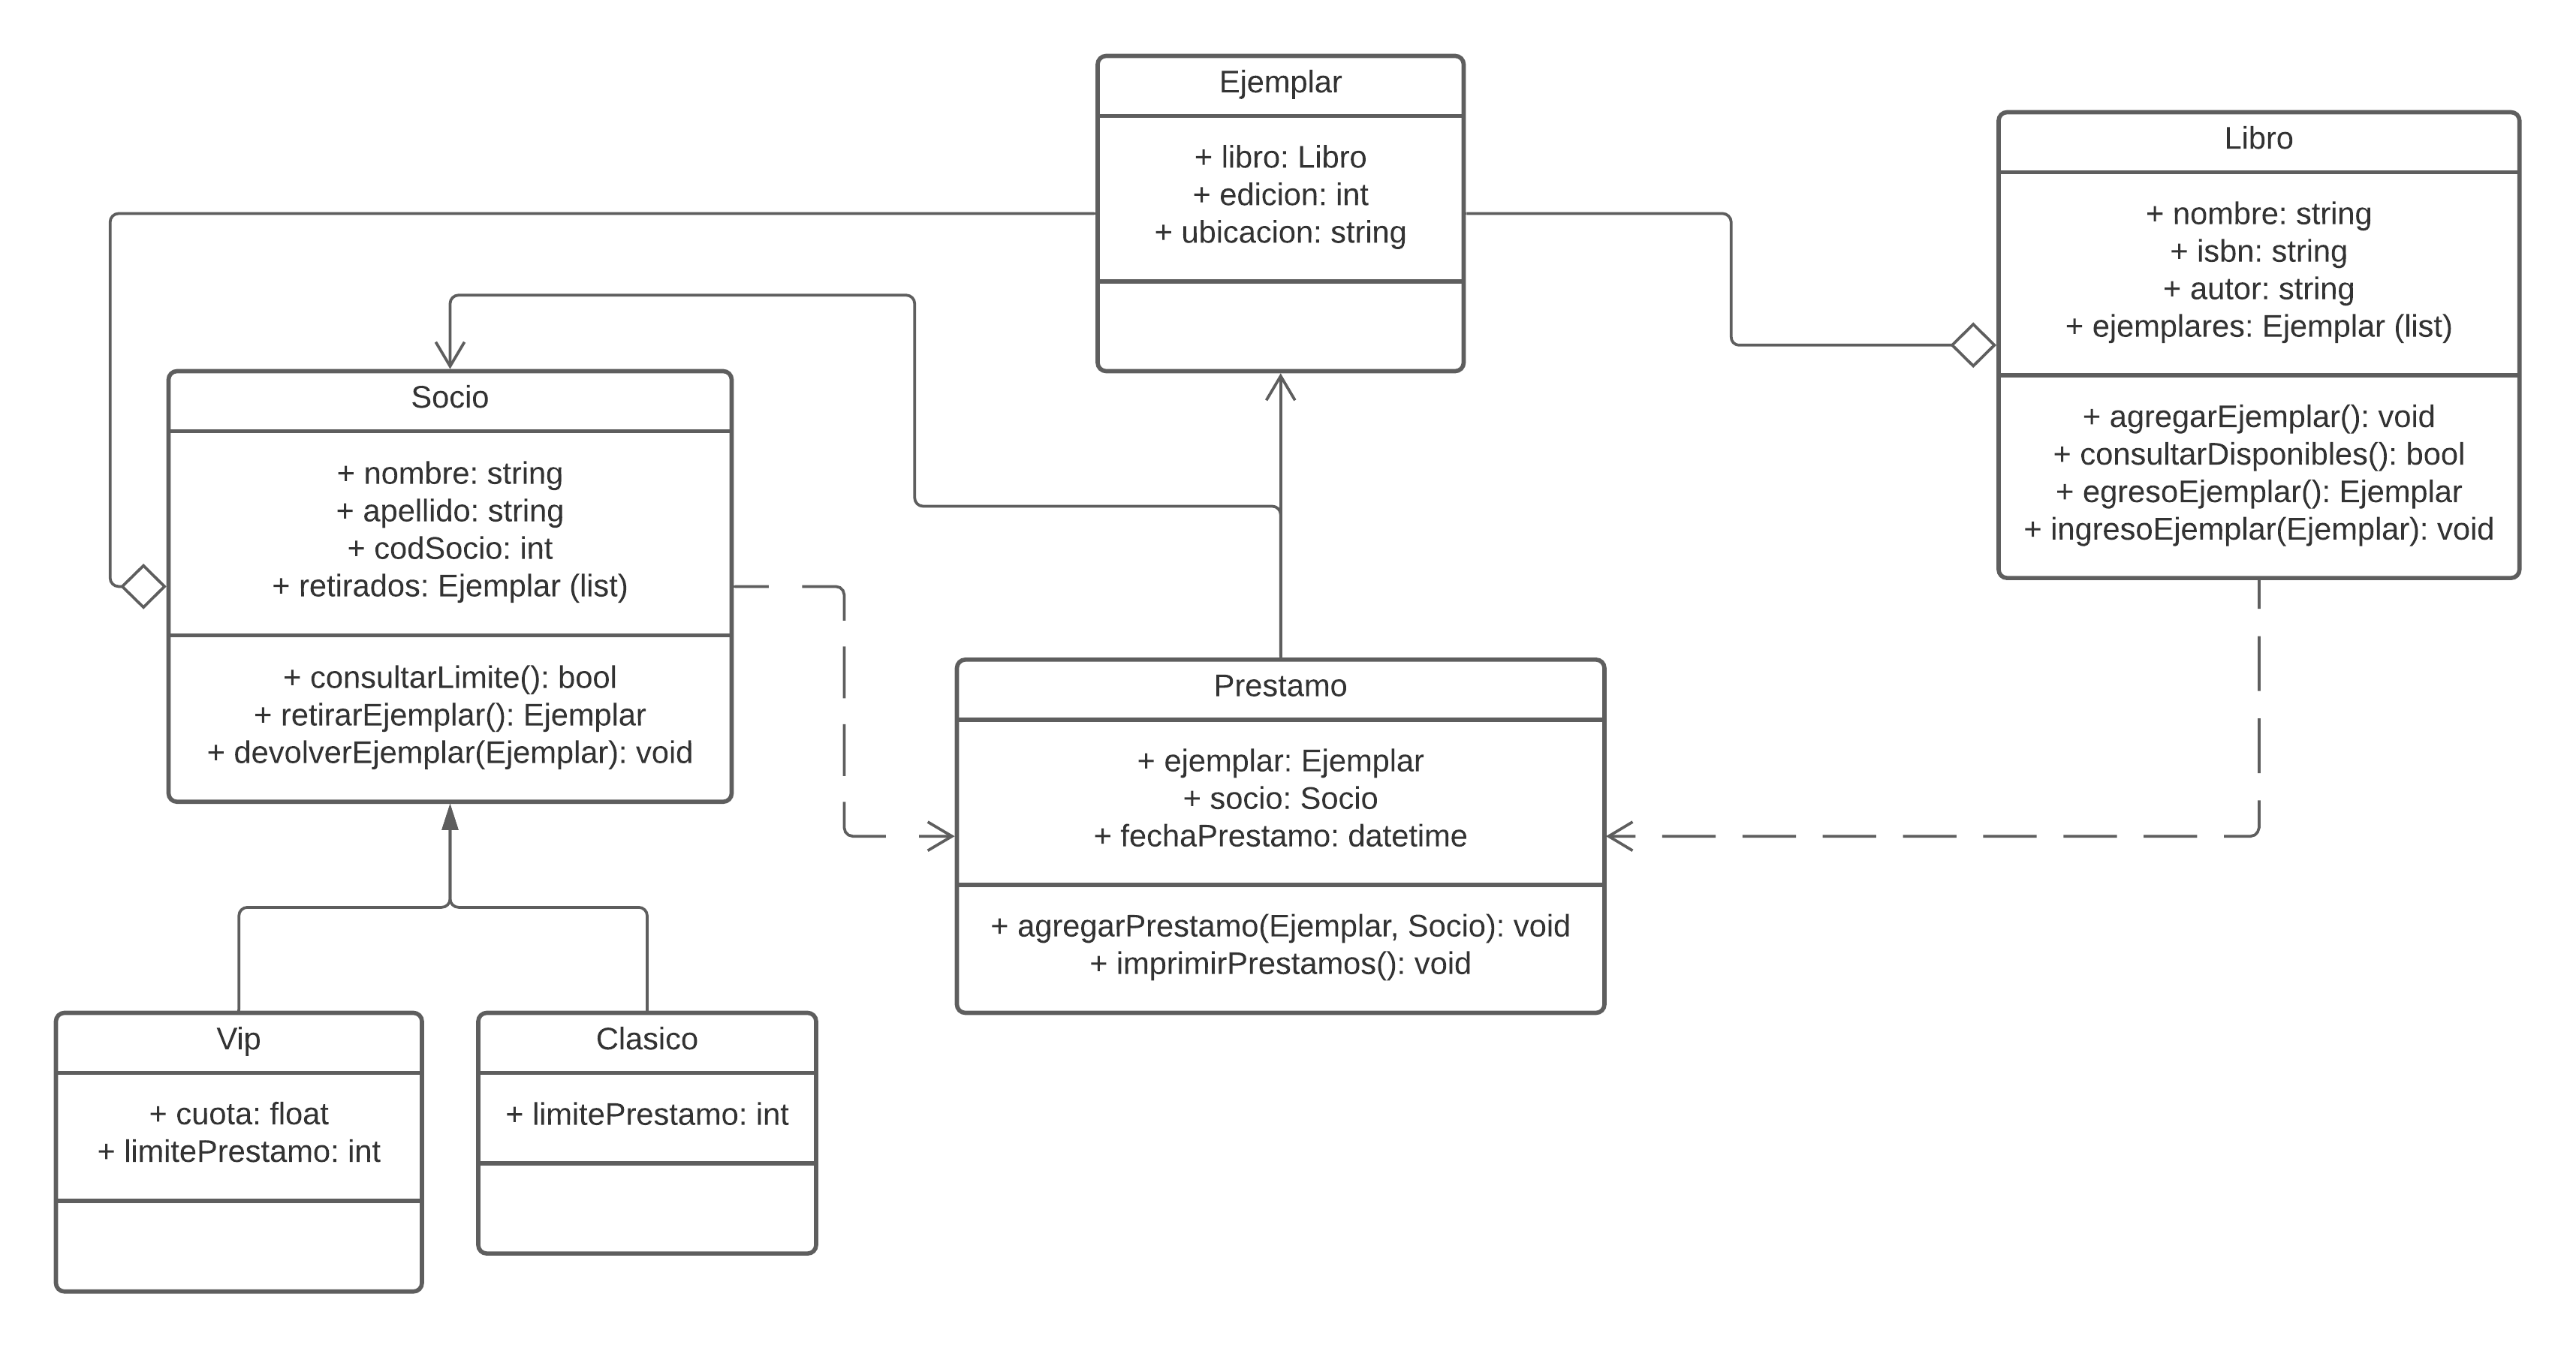 Ejemplar
+ libro: Libro
+ edicion: int
+ ubicacion: string
Libro
+ nombre: string
+ isbn: string
+ autor: string
+ ejemplares: Ejemplar (list)
+ agregarEjemplar(): void
+ consultarDisponibles(): bool
+ egresoEjemplar(): Ejemplar
+ ingresoEjemplar(Ejemplar): void
Socio
+ nombre: string
+ apellido: string
+ codSocio: int
+ retirados: Ejemplar (list)
+ consultarLimite(): bool
+ retirarEjemplar(): Ejemplar
+ devolverEjemplar(Ejemplar): void
Prestamo
+ ejemplar: Ejemplar
+ socio: Socio
+ fechaPrestamo: datetime
+ agregarPrestamo(Ejemplar, Socio): void
+ imprimirPrestamos(): void
Vip
+ cuota: float
+ limitePrestamo: int
Clasico
+ limitePrestamo: int